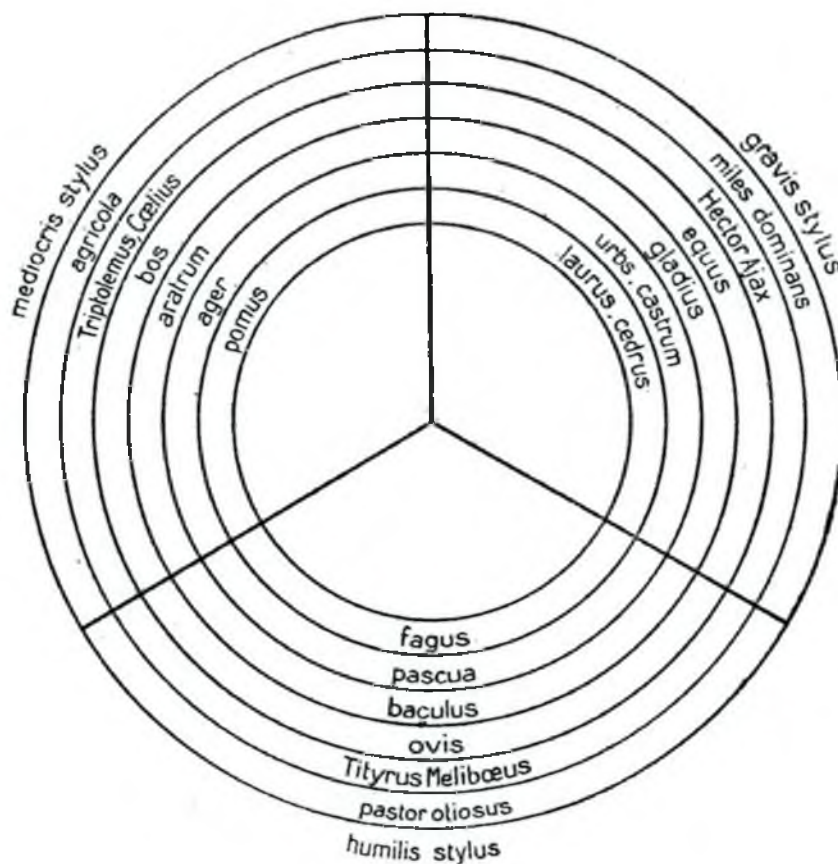 mediocris stylus
agricola
Triptolemus, Cœlius
bos
aratrum
ager
pomus
gravis stylus
miles dominans
Hector Ajax
equus
gladius
urbs, castrum
laurus, cedrus
fagus
pascua
baculus
ovis
Tityrus Melibœus
pastor otiosus
humilis stylus